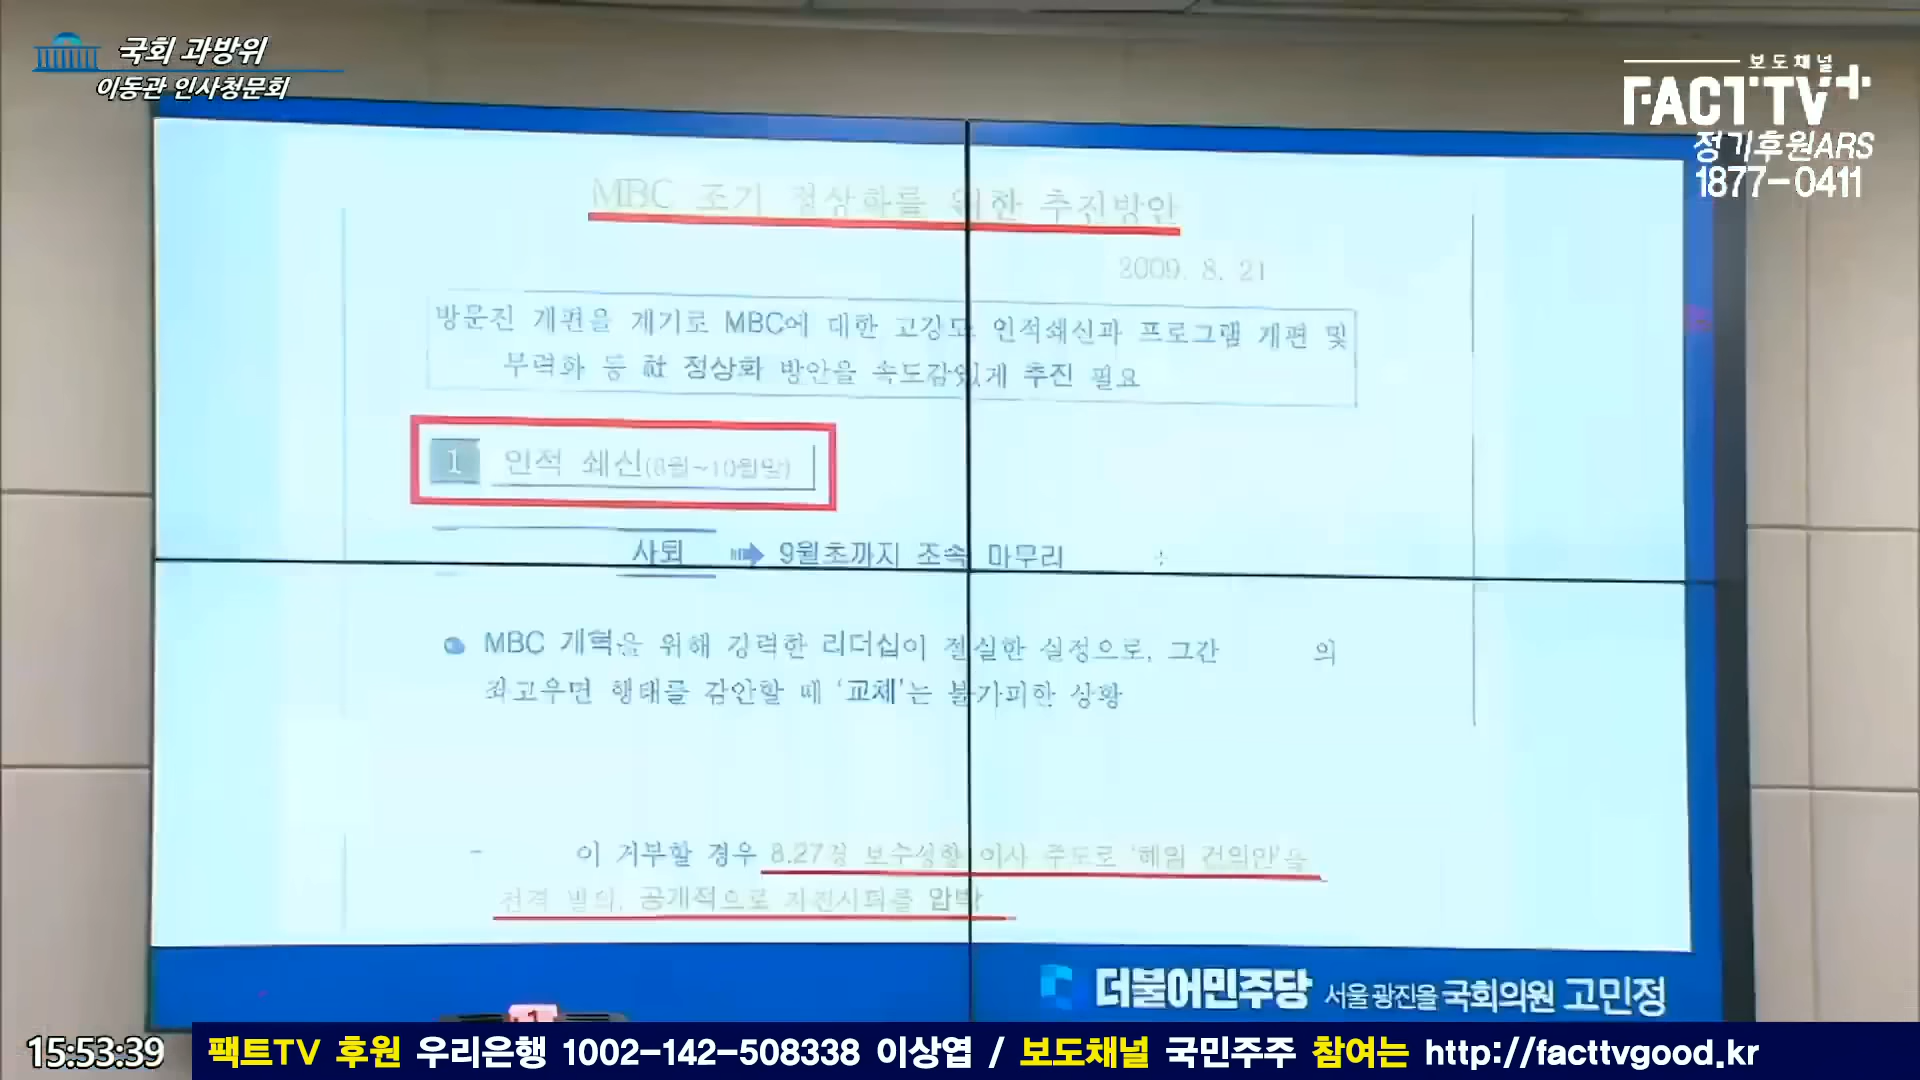 국회 과방위
이동관 인사청문회
보도채널
FACT TV+
정기후원ARS
1877-0411
MBC 조기 정상화를 위한 추진방안
2009. 8. 21
방문진 개편을 계기로 MBC에 대한 고강도 인적쇄신과 프로그램 개편 및
무력화 등 社 정상화 방안을 속도감있게 추진 필요
1 인적 쇄신(8월~10월말)
사퇴 ➡ 9월초까지 조속 마무리
MBC 개혁을 위해 강력한 리더십이 절실한 실정으로, 그간 의
좌고우면 행태를 감안할 때 '교체'는 불가피한 상황
- 이 거부할 경우 8.27경 보수성향 이사 주도로 '해임 건의안'을
전격 발의, 공개적으로 자진사퇴를 압박
더불어민주당 서울 광진을 국회의원 고민정
1
15:53:39 팩트TV 후원 우리은행 1002-142-508338 이상엽 / 보도채널 국민주주 참여는 http://facttvgood.kr